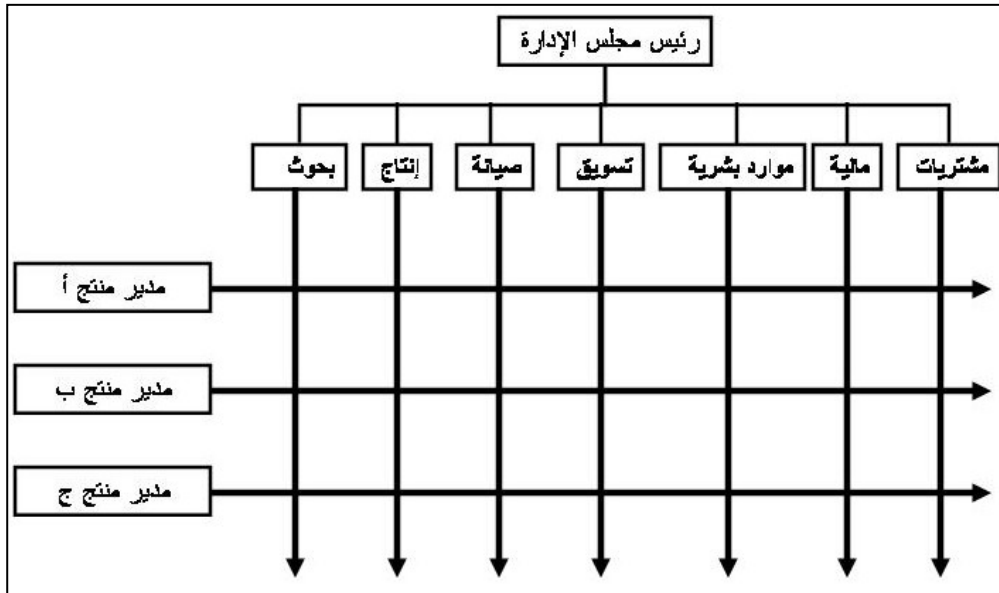 رئيس مجلس الإدارة
مشتريات
مالية
موارد بشرية
تسويق
صيانة
إنتاج
بحوث
مدير منتج أ
مدير منتج ب
مدير منتج ج